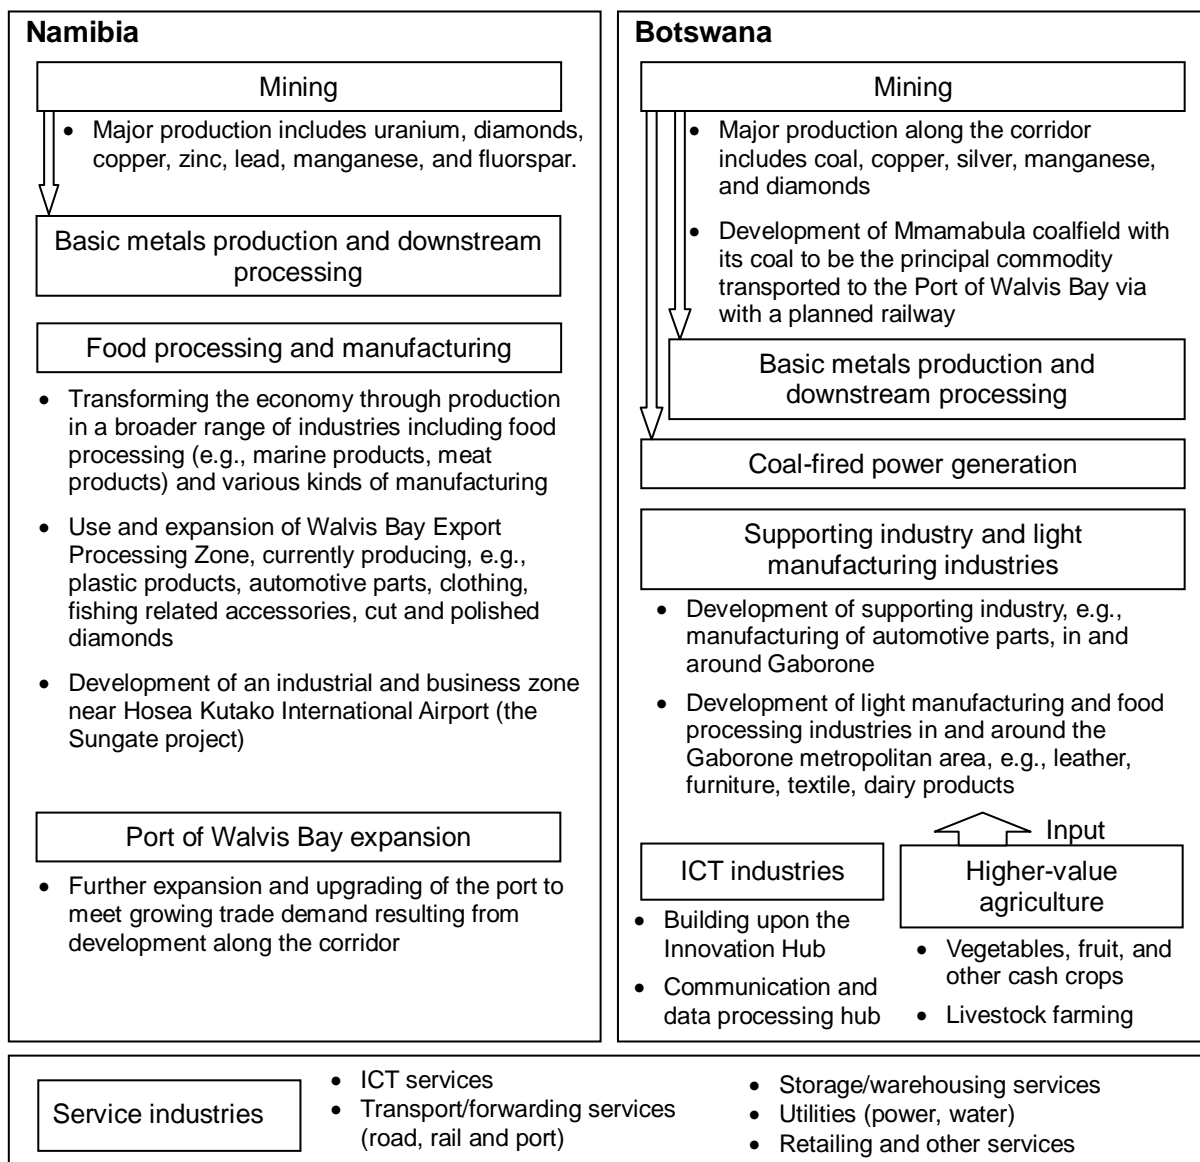 Namibia
Mining
• Major production includes uranium, diamonds,
copper, zinc, lead, manganese, and fluorspar.
Basic metals production and downstream
processing
Food processing and manufacturing
• Transforming the economy through production
in a broader range of industries including food
processing (e.g., marine products, meat
products) and various kinds of manufacturing
• Use and expansion of Walvis Bay Export
Processing Zone, currently producing, e.g.,
plastic products, automotive parts, clothing,
fishing related accessories, cut and polished
diamonds
• Development of an industrial and business zone
near Hosea Kutako International Airport (the
Sungate project)
Port of Walvis Bay expansion
• Further expansion and upgrading of the port to
meet growing trade demand resulting from
development along the corridor
Botswana
Mining
• Major production along the corridor
includes coal, copper, silver, manganese,
and diamonds
• Development of Mmamabula coalfield with
its coal to be the principal commodity
transported to the Port of Walvis Bay via
with a planned railway
Basic metals production and
downstream processing
Coal-fired power generation
Supporting industry and light
manufacturing industries
• Development of supporting industry, e.g.,
manufacturing of automotive parts, in and
around Gaborone
• Development of light manufacturing and food
processing industries in and around the
Gaborone metropolitan area, e.g., leather,
furniture, textile, dairy products
Input
ICT industries
• Building upon the
Innovation Hub
• Communication and
data processing hub
Higher-value
agriculture
• Vegetables, fruit, and
other cash crops
• Livestock farming
Service industries
• ICT services
• Transport/forwarding services
(road, rail and port)
• Storage/warehousing services
• Utilities (power, water)
• Retailing and other services